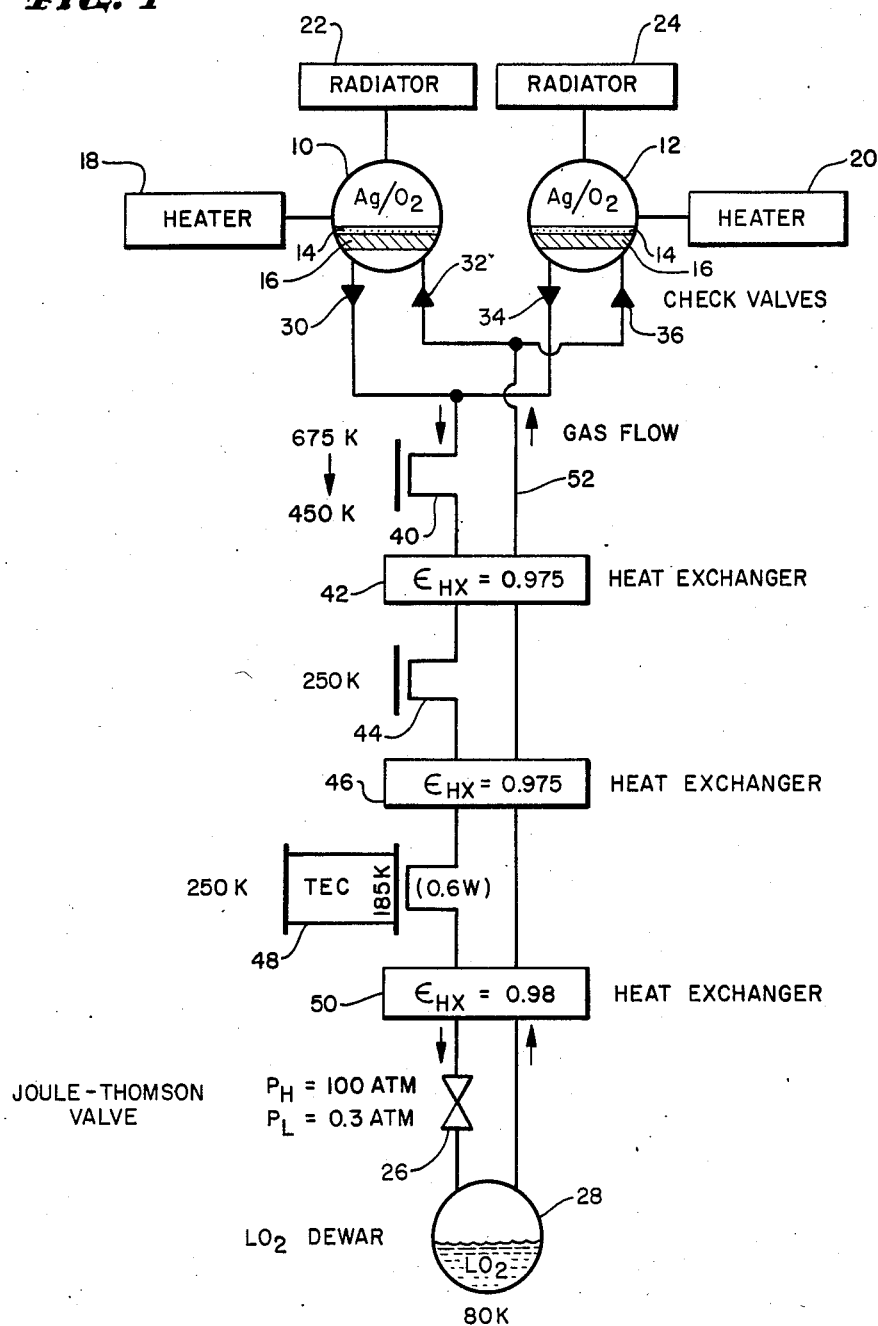 FIG. 1
22
24
RADIATOR
RADIATOR
10
12
18
20
Ag/O2
Ag/O2
HEATER
HEATER
14
14
16
16
32
30
34
36
CHECK VALVES
675 K
GAS FLOW
450 K
40
52
42
ϵHX = 0.975
HEAT EXCHANGER
250 K
44
46
ϵHX = 0.975
HEAT EXCHANGER
250 K
TEC
185K
(0.6W)
48
50
ϵHX = 0.98
HEAT EXCHANGER
JOULE-THOMSON
VALVE
PH = 100 ATM
PL = 0.3 ATM
26
28
LO2 DEWAR
LO2
80K